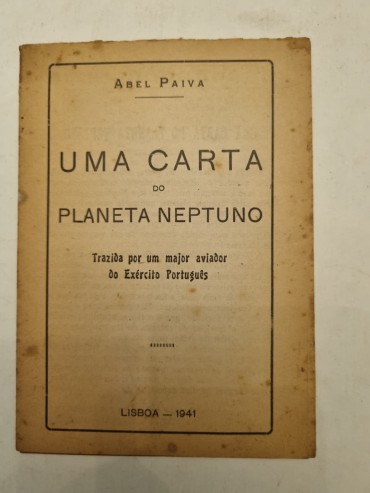 ABEL PAIVA
UMA CARTA
DO
PLANETA NEPTUNO
Trazida por um major aviador
do Exército Português
LISBOA — 1941